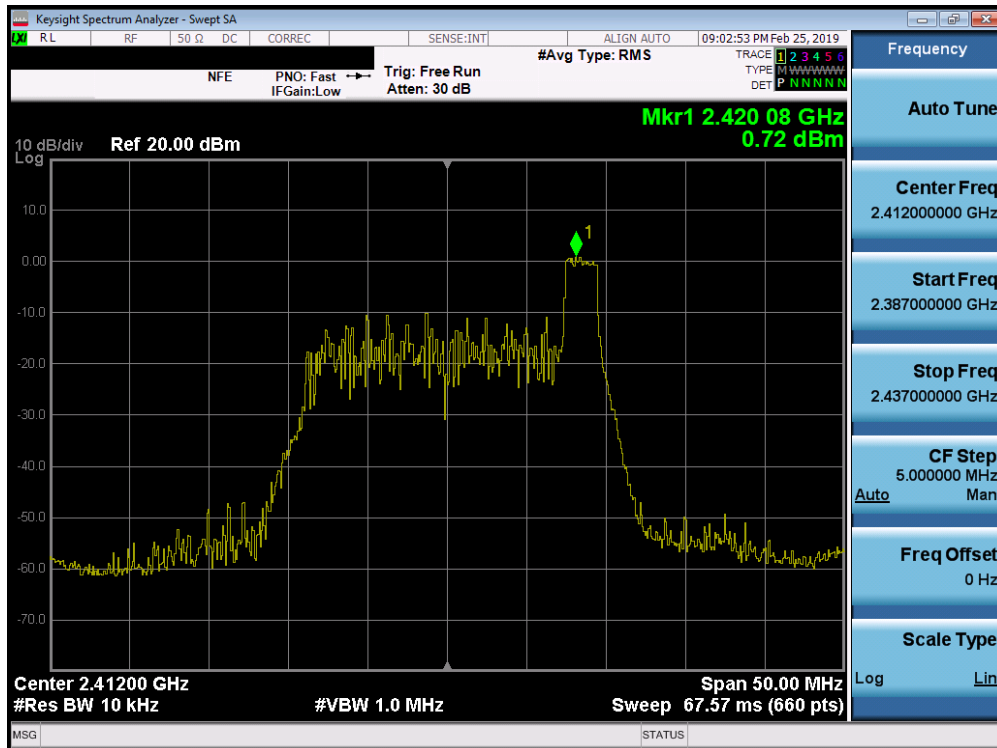 Keysight Spectrum Analyzer - Swept SA
LXI RL RF 50 Ω DC CORREC SENSE:INT ALIGN AUTO 09:02:53 PM Feb 25, 2019
Frequency
NFE PNO: Fast Trig: Free Run #Avg Type: RMS TRACE 1 2 3 4 5 6
IFGain:Low Atten: 30 dB TYPE M W W W W W
DET P N N N N N
Auto Tune
Mkr1 2.420 08 GHz
0.72 dBm
10 dB/div Ref 20.00 dBm
Log
10.0
0.00
-10.0
-20.0
-30.0
-40.0
-50.0
-60.0
-70.0
1
Center Freq
2.412000000 GHz
Start Freq
2.387000000 GHz
Stop Freq
2.437000000 GHz
CF Step
5.000000 MHz
Auto Man
Freq Offset
0 Hz
Scale Type
Log Lin
Center 2.41200 GHz Span 50.00 MHz
#Res BW 10 kHz #VBW 1.0 MHz Sweep 67.57 ms (660 pts)
MSG STATUS